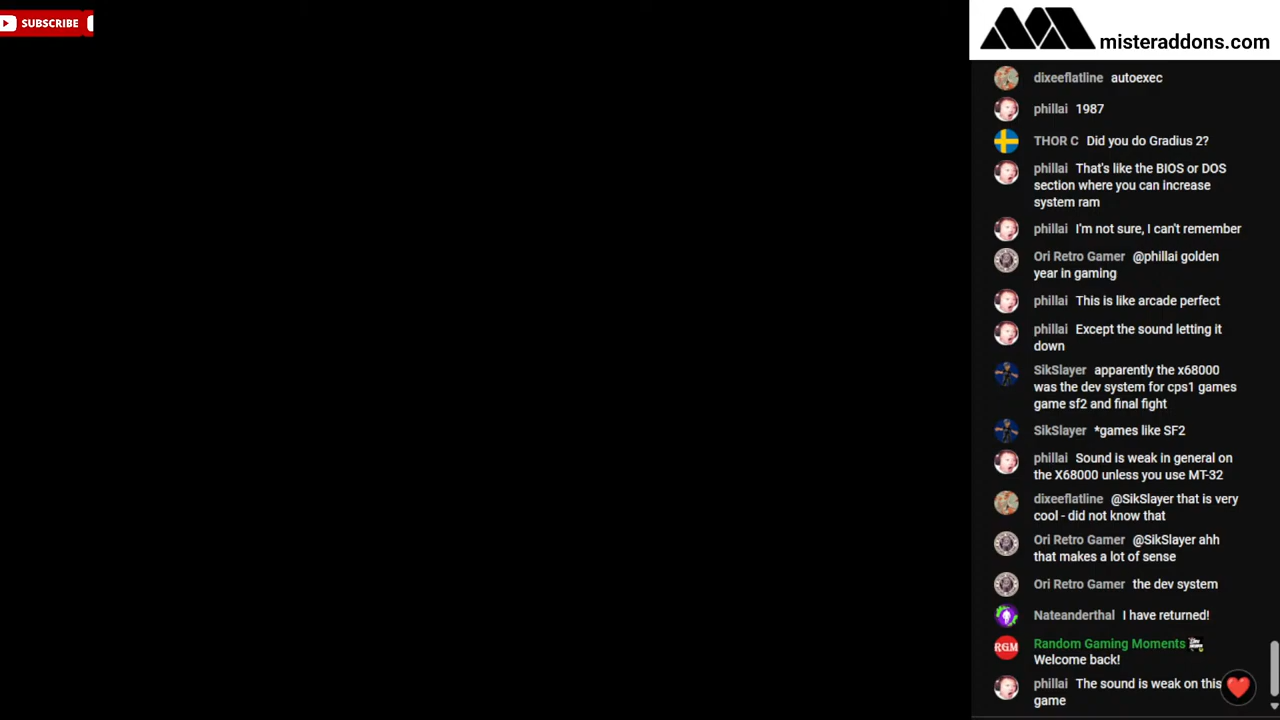 SUBSCRIBE
misteraddons.com
dixeeflatline autoexec
phillai 1987
THOR C Did you do Gradius 2?
phillai That's like the BIOS or DOS
section where you can increase
system ram
phillai I'm not sure, I can't remember
Ori Retro Gamer @phillai golden
year in gaming
phillai This is like arcade perfect
phillai Except the sound letting it
down
SikSlayer apparently the x68000
was the dev system for cps1 games
game sf2 and final fight
SikSlayer *games like SF2
phillai Sound is weak in general on
the X68000 unless you use MT-32
dixeeflatline @SikSlayer that is very
cool - did not know that
Ori Retro Gamer @SikSlayer ahh
that makes a lot of sense
Ori Retro Gamer the dev system
Nateanderthal I have returned!
RGM Random Gaming Moments
Welcome back!
phillai The sound is weak on this
game